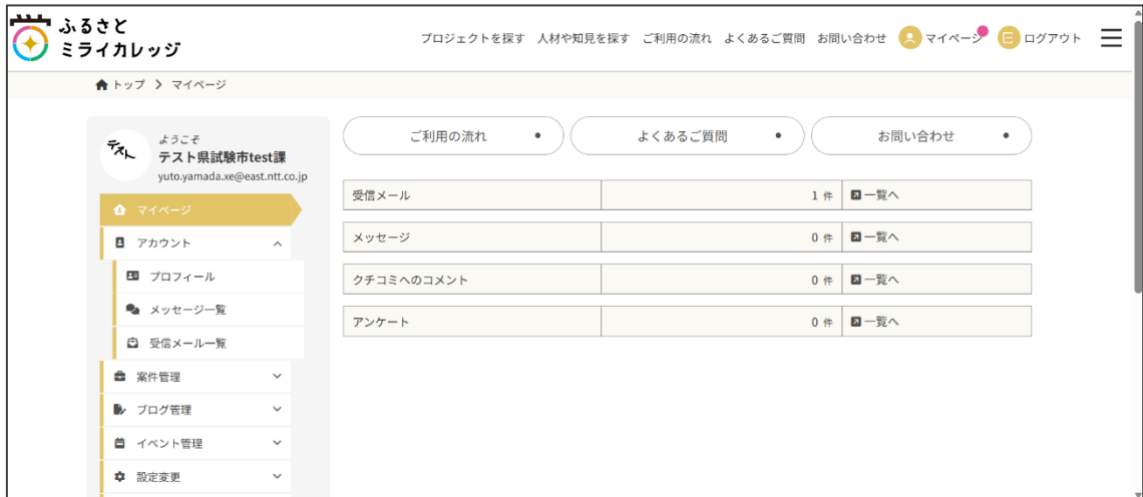 ふるさと
ミライカレッジ
プロジェクトを探す 人材や知見を探す ご利用の流れ よくあるご質問 お問い合わせ マイページ ログアウト
トップ > マイページ
テスト
ようこそ
テスト県試験市test課
yuto.yamada.xe@east.ntt.co.jp
マイページ
アカウント
プロフィール
メッセージ一覧
受信メール一覧
案件管理
ブログ管理
イベント管理
設定変更
ご利用の流れ よくあるご質問 お問い合わせ
受信メール 1 件 一覧へ
メッセージ 0 件 一覧へ
クチコミへのコメント 0 件 一覧へ
アンケート 0 件 一覧へ